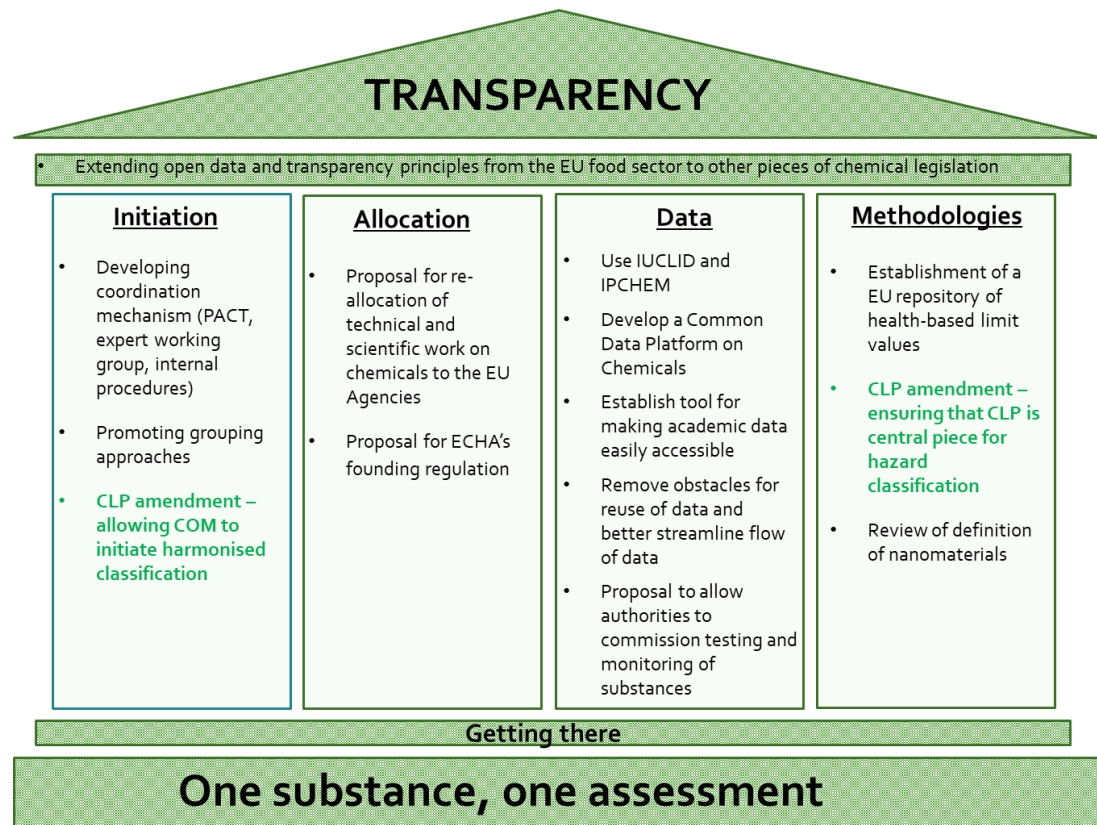 TRANSPARENCY
• Extending open data and transparency principles from the EU food sector to other pieces of chemical legislation
Initiation
• Developing
coordination
mechanism (PACT,
expert working
group, internal
procedures)
• Promoting grouping
approaches
• CLP amendment –
allowing COM to
initiate harmonised
classification
Allocation
• Proposal for re-
allocation of
technical and
scientific work on
chemicals to the EU
Agencies
• Proposal for ECHA’s
founding regulation
Data
• Use IUCLID and
IPCHEM
• Develop a Common
Data Platform on
Chemicals
• Establish tool for
making academic data
easily accessible
• Remove obstacles for
reuse of data and
better streamline flow
of data
• Proposal to allow
authorities to
commission testing and
monitoring of
substances
Methodologies
• Establishment of a
EU repository of
health-based limit
values
• CLP amendment –
ensuring that CLP is
central piece for
hazard
classification
• Review of definition
of nanomaterials
Getting there
One substance, one assessment